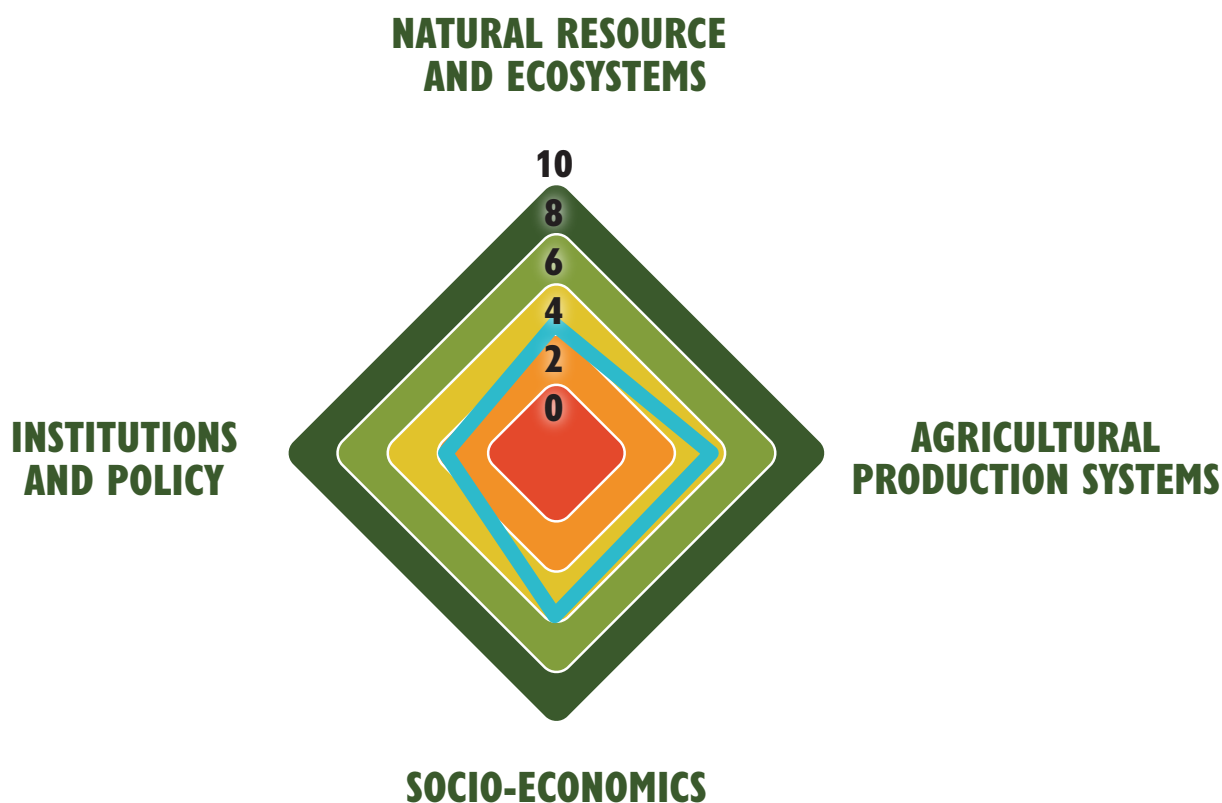 NATURAL RESOURCE
AND ECOSYSTEMS
10
8
6
4
2
0
INSTITUTIONS
AND POLICY
AGRICULTURAL
PRODUCTION SYSTEMS
SOCIO-ECONOMICS